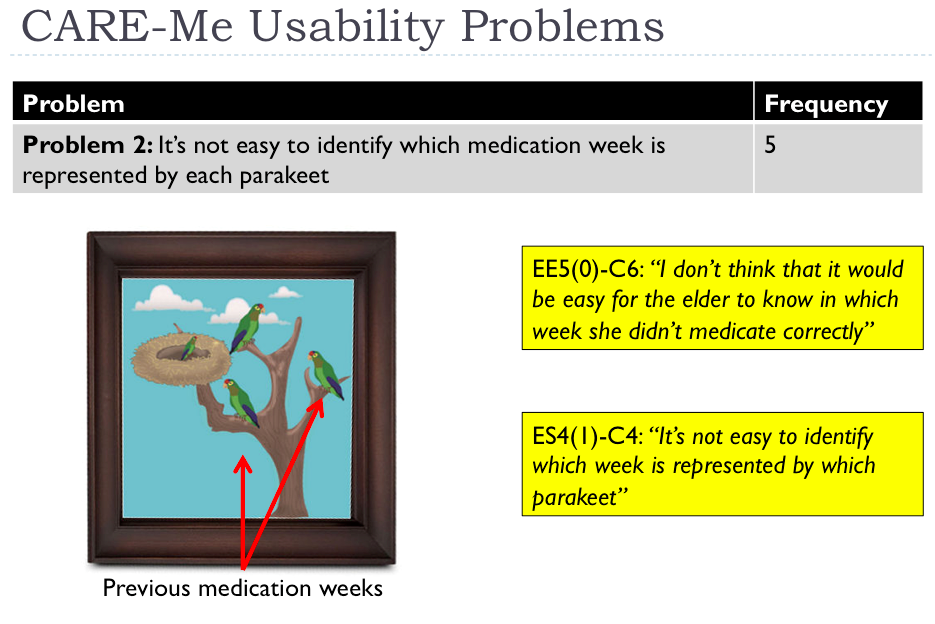 CARE-Me Usability Problems
Problem
Frequency
Problem 2: It's not easy to identify which medication week is
represented by each parakeet
5
EE5(0)-C6: “I don’t think that it would
be easy for the elder to know in which
week she didn’t medicate correctly”
ES4(1)-C4: “It’s not easy to identify
which week is represented by which
parakeet”
Previous medication weeks